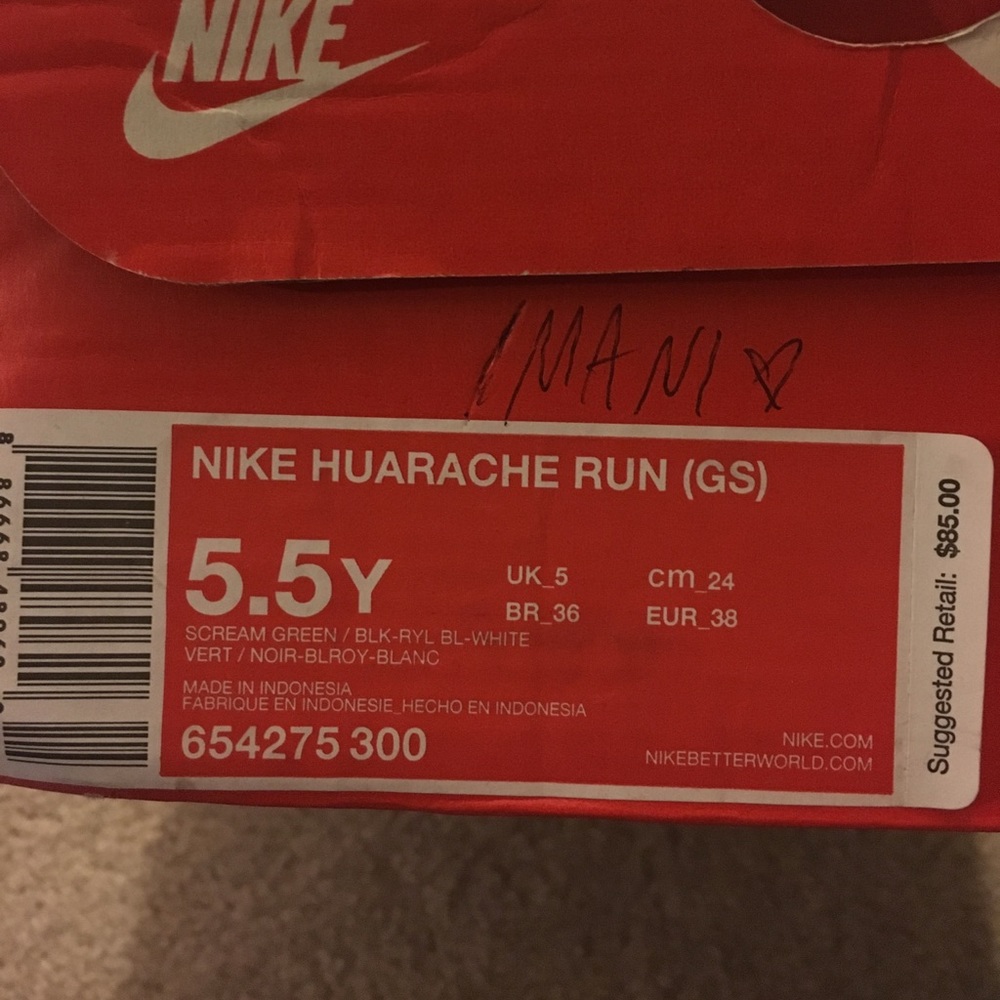 NIKE
IMANI
NIKE HUARACHE RUN (GS)
5.5Y
UK_5 cm_24
BR_36 EUR_38
SCREAM GREEN / BLK-RYL BL-WHITE
VERT / NOIR-BLROY-BLANC
MADE IN INDONESIA
FABRIQUE EN INDONESIE_HECHO EN INDONESIA
654275 300
NIKE.COM
NIKEBETTERWORLD.COM
Suggested Retail: $85.00